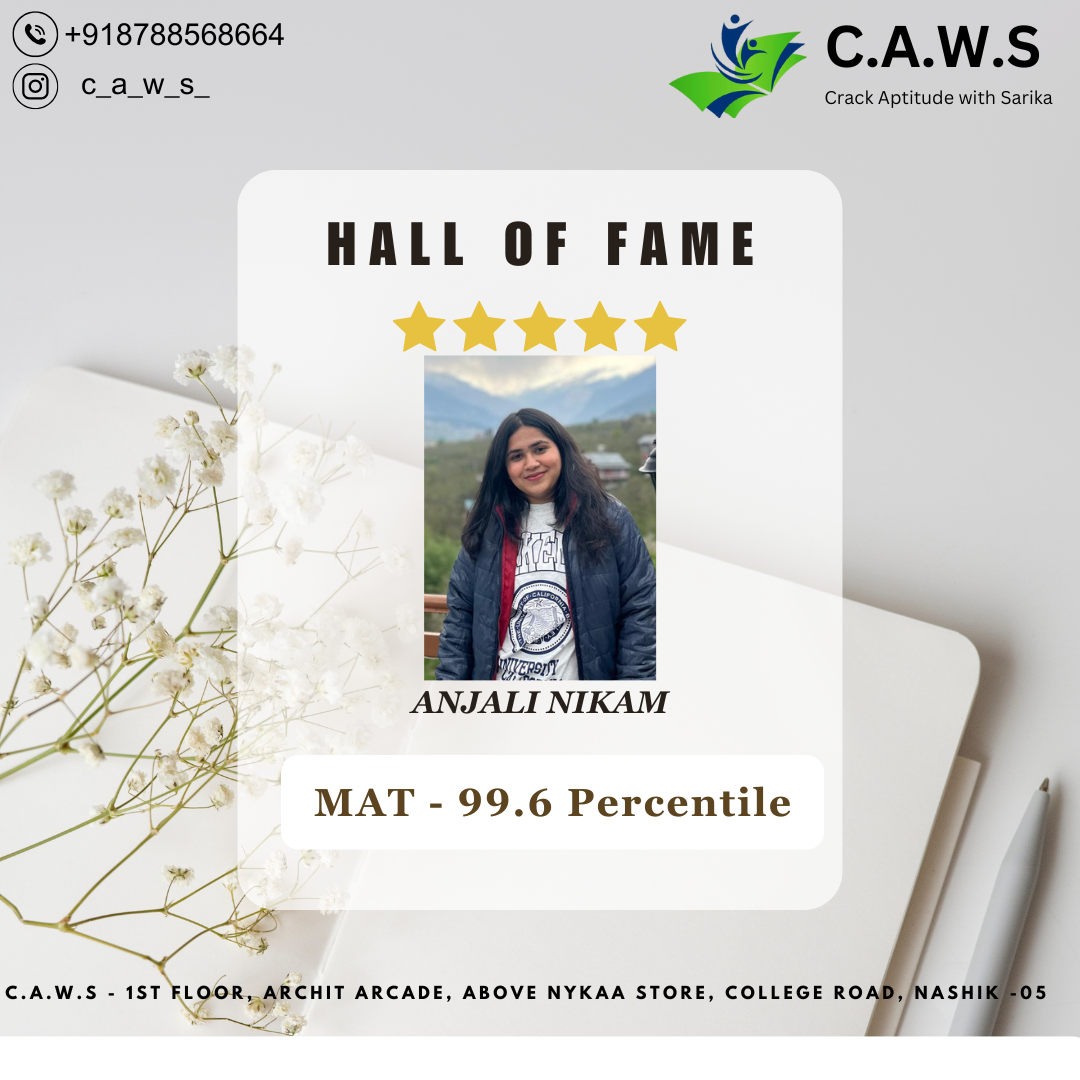 +918788568664
c_a_w_s_
C.A.W.S
Crack Aptitude with Sarika
HALL OF FAME
ANJALI NIKAM
MAT - 99.6 Percentile
C.A.W.S - 1ST FLOOR, ARCHIT ARCADE, ABOVE NYKAA STORE, COLLEGE ROAD, NASHIK -05